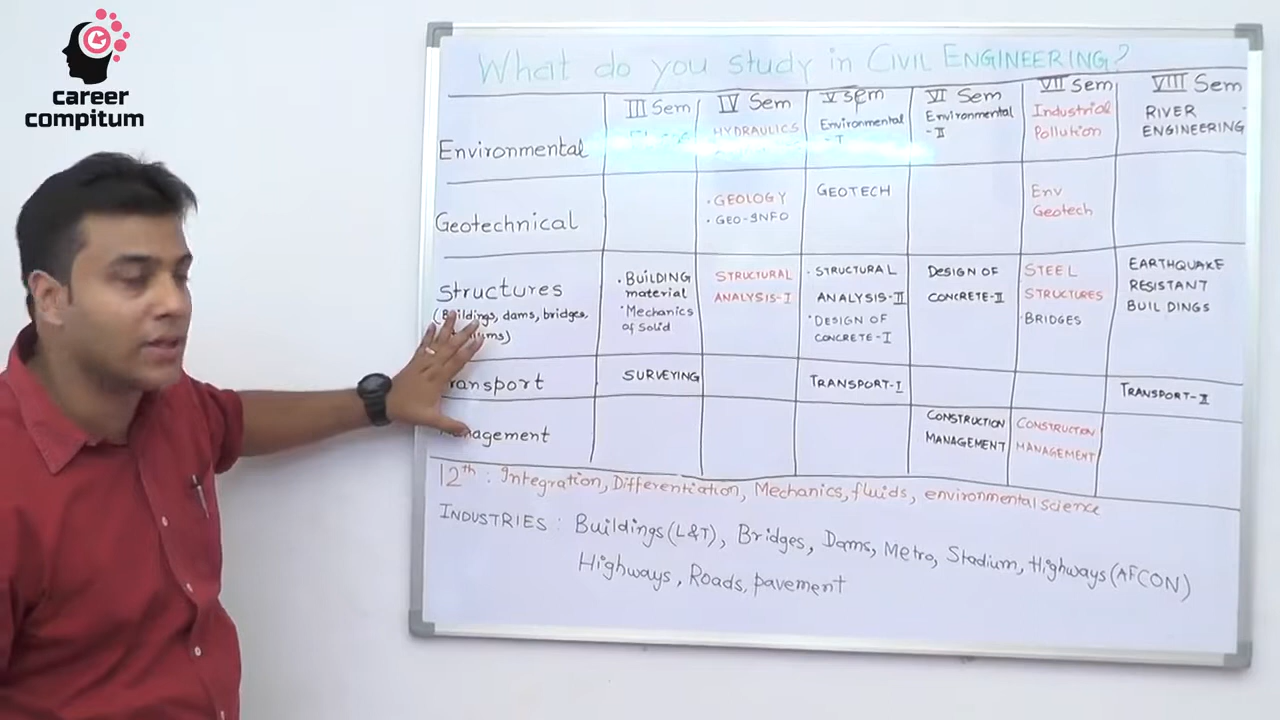 career
compitum
What do you study in CIVIL ENGINEERING?
III Sem
IV Sem
V Sem
VI Sem
VII Sem
VIII Sem
Environmental
HYDRAULICS
Environmental
-I
Environmental
-II
Industrial
Pollution
RIVER
ENGINEERING
Geotechnical
• GEOLOGY
• GEO-INFO
GEOTECH
Env
Geotech
Structures
(Buildings, dams, bridges,
• BUILDING
material
• Mechanics
of Solid
STRUCTURAL
ANALYSIS-I
• STRUCTURAL
ANALYSIS-II
• DESIGN OF
CONCRETE-I
DESIGN OF
CONCRETE-II
STEEL
STRUCTURES
• BRIDGES
EARTHQUAKE
RESISTANT
BUILDINGS
ransport
SURVEYING
TRANSPORT-I
TRANSPORT-II
nagement
CONSTRUCTION
MANAGEMENT
CONSTRUCTION
MANAGEMENT
12th : Integration, Differentiation, Mechanics, fluids, environmental science
INDUSTRIES : Buildings (L&T), Bridges, Dams, Metro, Stadium, Highways (AFCON)
Highways, Roads, pavement